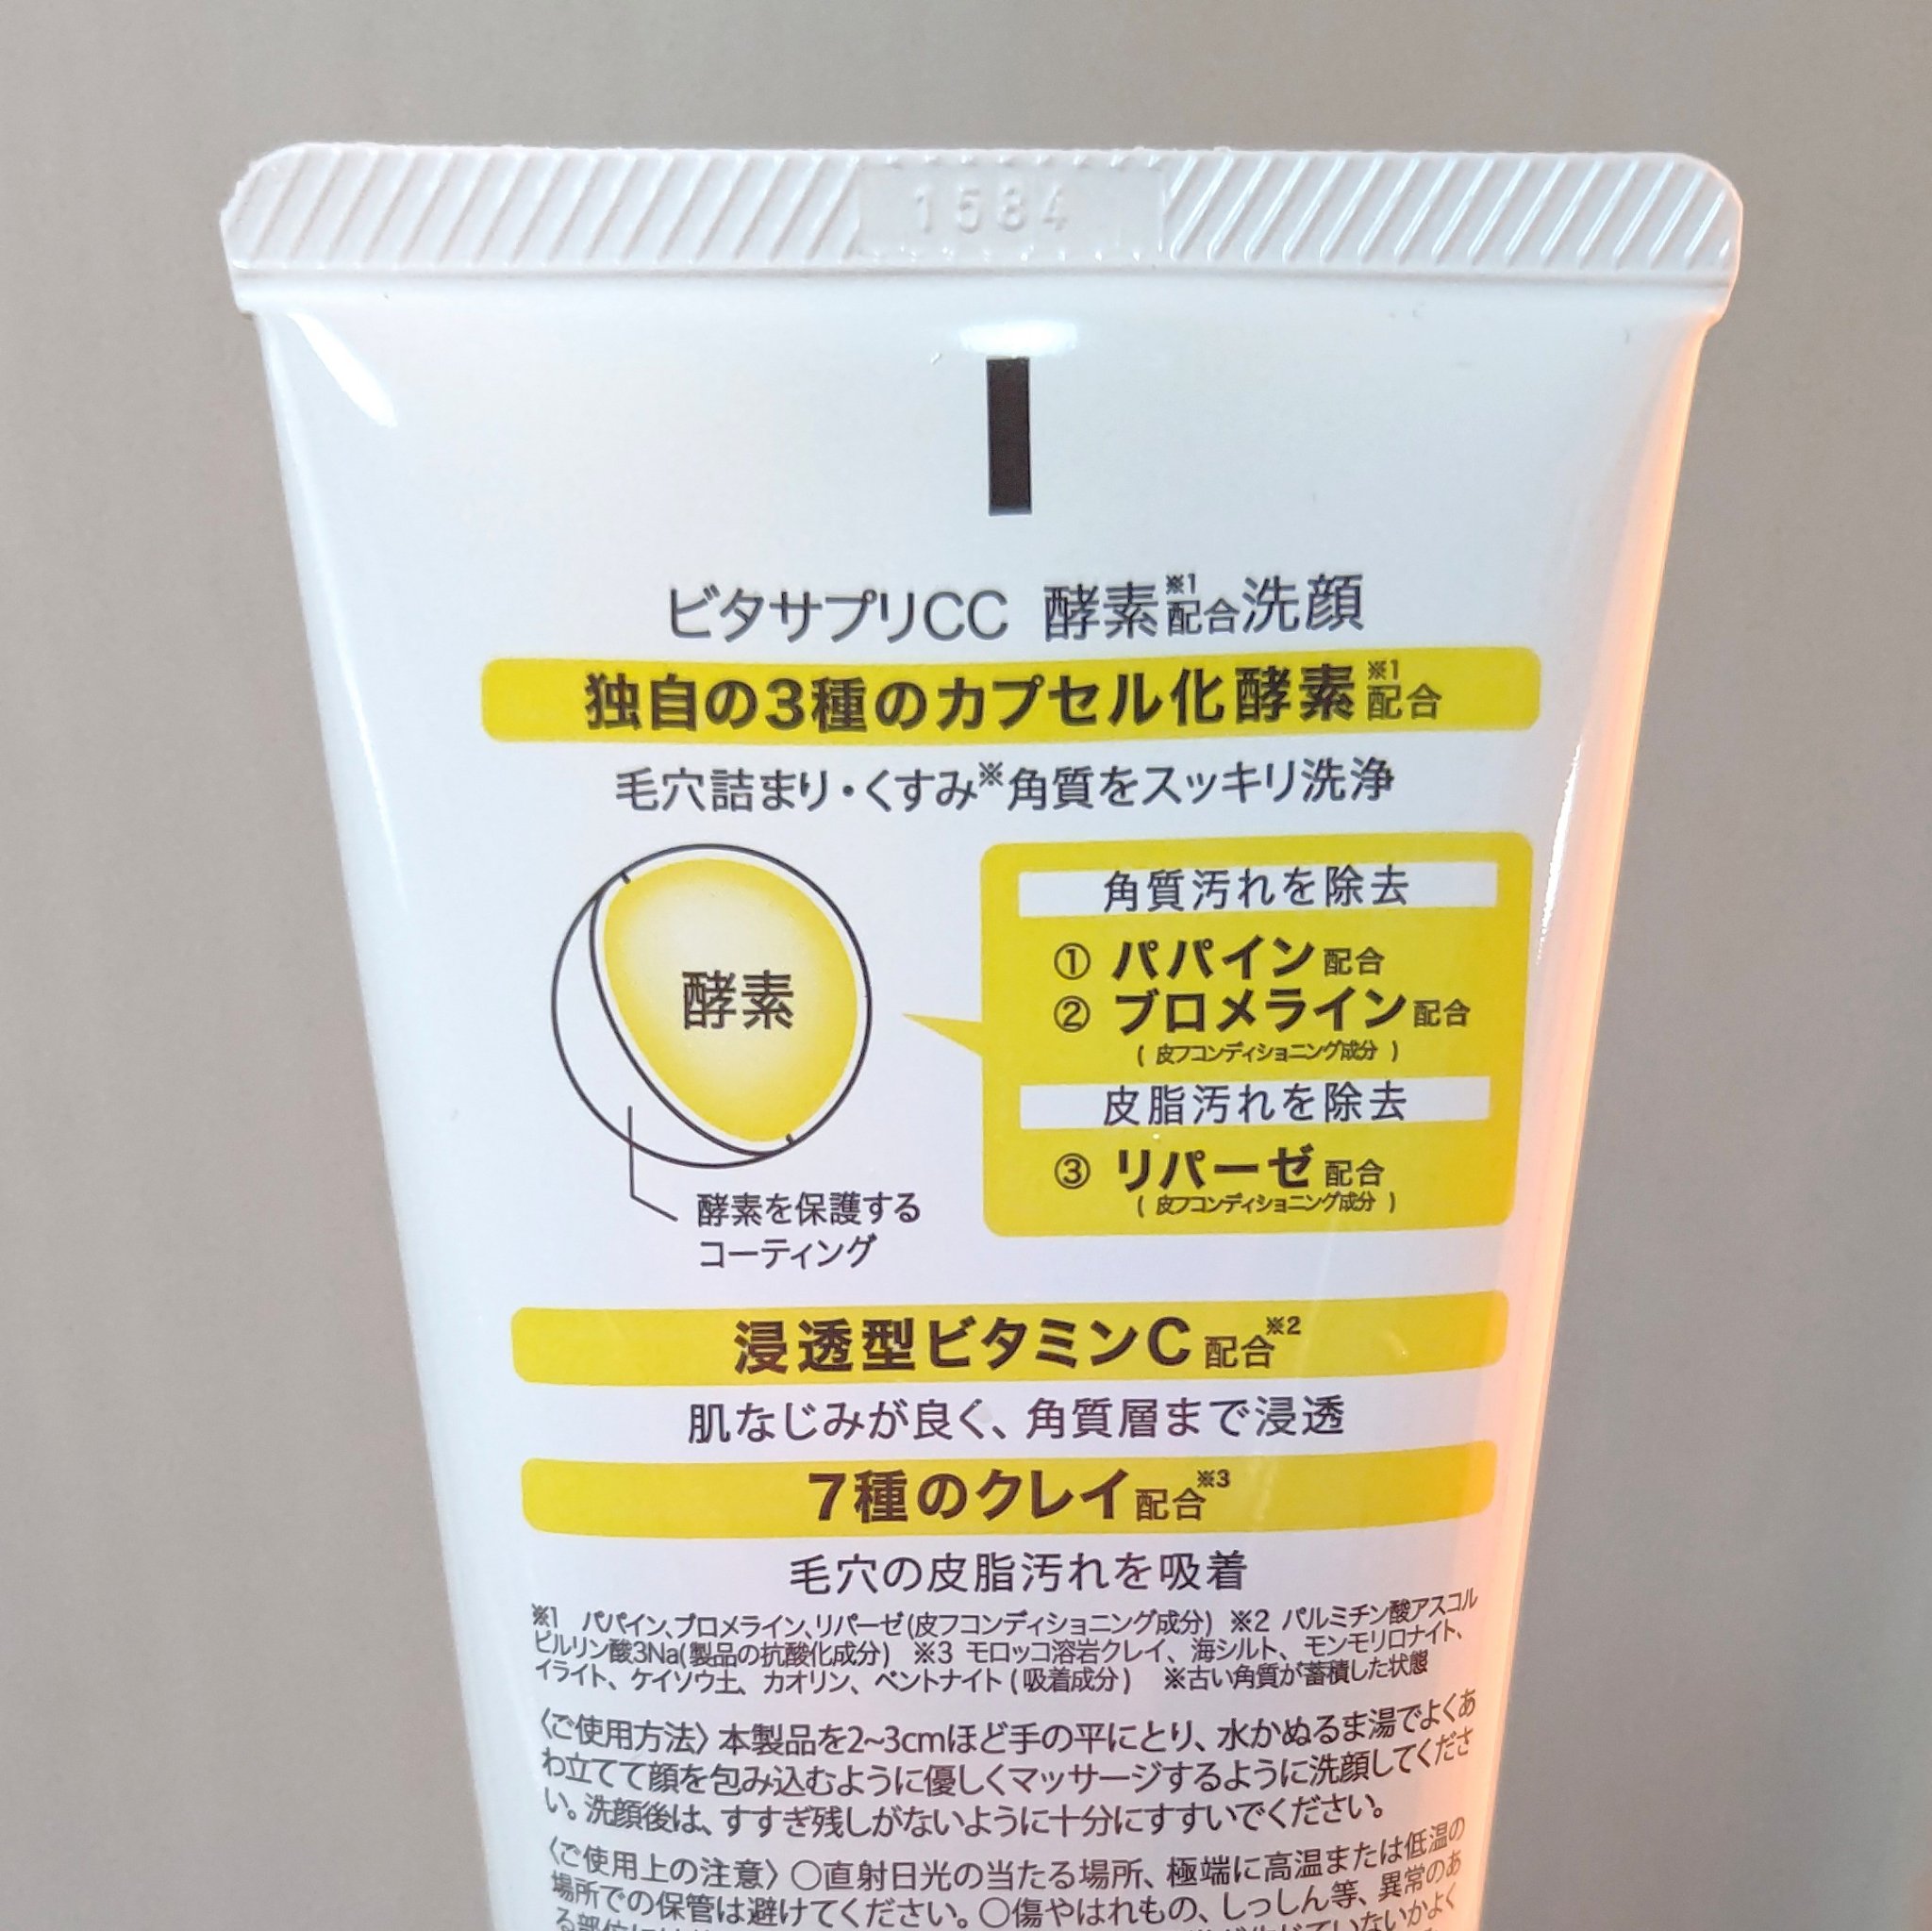 1584
ビタサプリCC 酵素※1配合洗顔
独自の3種のカプセル化酵素※1配合
毛穴詰まり・くすみ※角質をスッキリ洗浄
酵素
酵素を保護する
コーティング
角質汚れを除去
① パパイン配合
② ブロメライン配合
( 皮フコンディショニング成分 )
皮脂汚れを除去
③ リパーゼ 配合
( 皮フコンディショニング成分 )
浸透型ビタミンC 配合※2
肌なじみが良く、角質層まで浸透
7種のクレイ配合※3
毛穴の皮脂汚れを吸着
※1 パパイン、ブロメライン、リパーゼ(皮フコンディショニング成分) ※2 パルミチン酸アスコル
ビルリン酸3Na(製品の抗酸化成分) ※3 モロッコ溶岩クレイ、海シルト、モンモリロナイト、
イライト、ケイソウ土、カオリン、ベントナイト(吸着成分) ※古い角質が蓄積した状態
〈ご使用方法〉本製品を2~3cmほど手の平にとり、水かぬるま湯でよくあ
わ立てて顔を包み込むように優しくマッサージするように洗顔してくださ
い。洗顔後は、すすぎ残しがないように十分にすすいでください。
〈ご使用上の注意〉○直射日光の当たる場所、極端に高温または低温の
場所での保管は避けてください。○傷やはれもの、しっしん等、異常のあ
る部位には
いないかよく